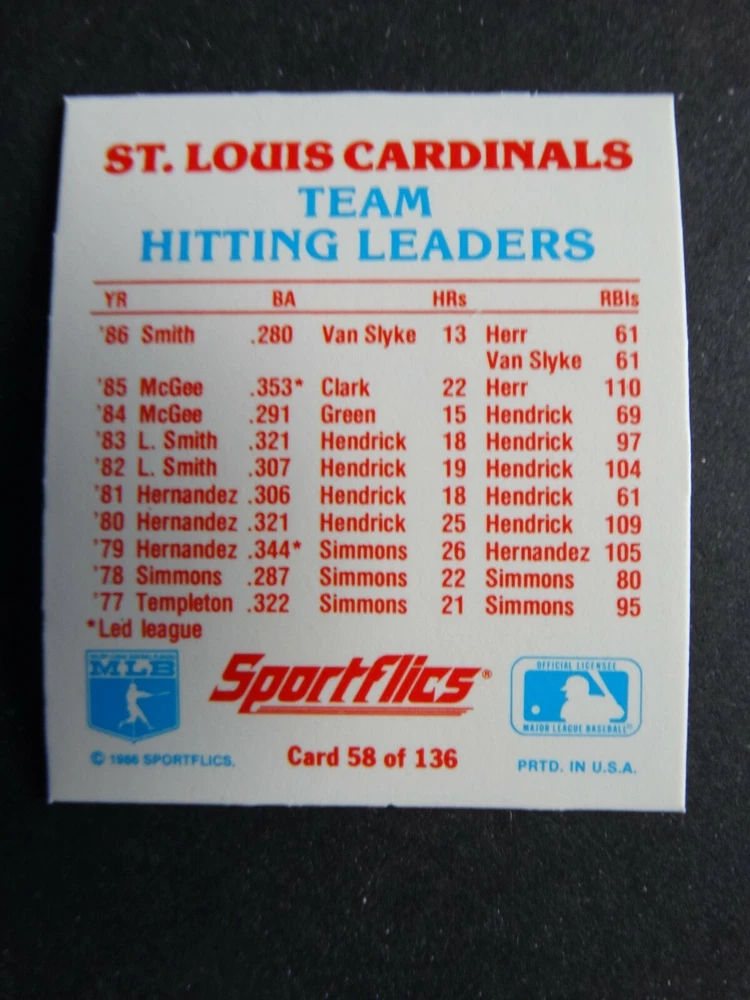 ST. LOUIS CARDINALS
TEAM
HITTING LEADERS
YR BA HRs RBIs
'86 Smith .280 Van Slyke 13 Herr 61
Van Slyke 61
'85 McGee .353* Clark 22 Herr 110
'84 McGee .291 Green 15 Hendrick 69
'83 L. Smith .321 Hendrick 18 Hendrick 97
'82 L. Smith .307 Hendrick 19 Hendrick 104
'81 Hernandez .306 Hendrick 18 Hendrick 61
'80 Hernandez .321 Hendrick 25 Hendrick 109
'79 Hernandez .344* Simmons 26 Hernandez 105
'78 Simmons .287 Simmons 22 Simmons 80
'77 Templeton .322 Simmons 21 Simmons 95
*Led league
MLB
Sportflics®
OFFICIAL LICENSEE
MAJOR LEAGUE BASEBALL®
© 1986 SPORTFLICS.
Card 58 of 136
PRTD. IN U.S.A.